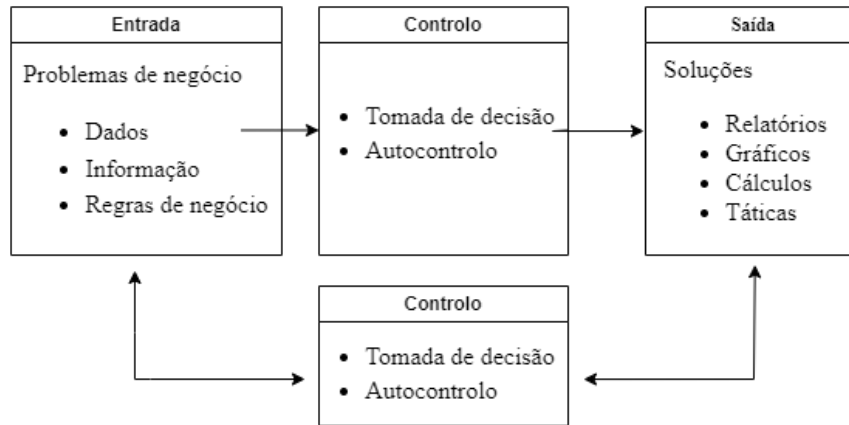 Entrada
Problemas de negócio
• Dados
• Informação
• Regras de negócio
Controlo
• Tomada de decisão
• Autocontrolo
Saída
Soluções
• Relatórios
• Gráficos
• Cálculos
• Táticas
Controlo
• Tomada de decisão
• Autocontrolo